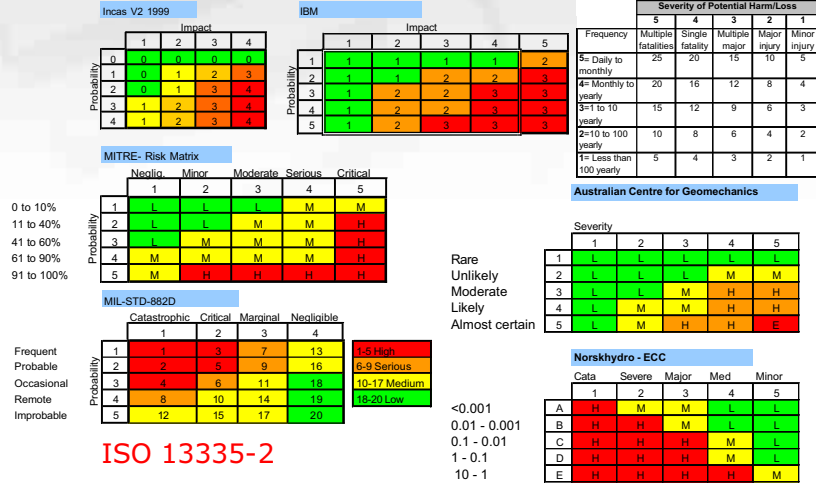 Incas V2 1999
Impact
1 2 3 4
Probability
0 0 0 0 0
1 0 1 2 3
2 0 1 3 4
3 1 2 3 4
4 1 2 3 4
IBM
Impact
1 2 3 4 5
Probability
1 1 1 1 1 2
2 1 1 2 2 3
3 1 2 2 3 3
4 1 2 2 3 3
5 1 2 3 3 3
Severity of Potential Harm/Loss
5 4 3 2 1
Frequency Multiple fatalities Single fatality Multiple major Major injury Minor injury
5= Daily to monthly 25 20 15 10 5
4= Monthly to yearly 20 16 12 8 4
3=1 to 10 yearly 15 12 9 6 3
2=10 to 100 yearly 10 8 6 4 2
1= Less than 100 yearly 5 4 3 2 1
MITRE- Risk Matrix
Neglig. Minor Moderate Serious Critical
1 2 3 4 5
Probability
0 to 10% 1 L L L M M
11 to 40% 2 L L M M H
41 to 60% 3 L M M M H
61 to 90% 4 M M M M H
91 to 100% 5 M H H H H
Australian Centre for Geomechanics
Severity
1 2 3 4 5
Rare 1 L L L L L
Unlikely 2 L L L M M
Moderate 3 L L M H H
Likely 4 L M M H H
Almost certain 5 L M H H E
MIL-STD-882D
Catastrophic Critical Marginal Negligible
1 2 3 4
Probability
Frequent 1 1 3 7 13
Probable 2 2 5 9 16
Occasional 3 4 6 11 18
Remote 4 8 10 14 19
Improbable 5 12 15 17 20
1-5 High
6-9 Serious
10-17 Medium
18-20 Low
Norskhydro - ECC
Cata Severe Major Med Minor
1 2 3 4 5
<0.001 A H M M L L
0.01 - 0.001 B H H M L L
0.1 - 0.01 C H H H M L
1 - 0.1 D H H H M L
10 - 1 E H H H H M
ISO 13335-2